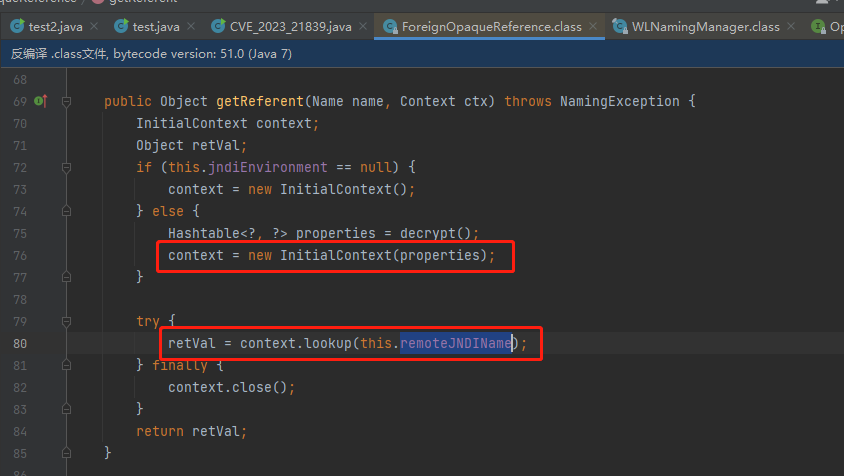 queReference
getReferent
test2.java
test.java
CVE_2023_21839.java
ForeignOpaqueReference.class
WLNamingManager.class
Op
反编译 .class文件, bytecode version: 51.0 (Java 7)
68
69 public Object getReferent(Name name, Context ctx) throws NamingException {
70 InitialContext context;
71 Object retVal;
72 if (this.jndiEnvironment == null) {
73 context = new InitialContext();
74 } else {
75 Hashtable<?, ?> properties = decrypt();
76 context = new InitialContext(properties);
77 }
78
79 try {
80 retVal = context.lookup(this.remoteJNDIName);
81 } finally {
82 context.close();
83 }
84 return retVal;
85 }